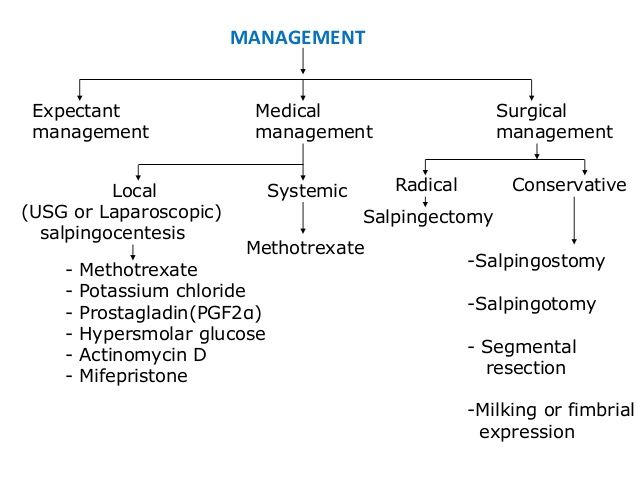 MANAGEMENT
Expectant
management
Medical
management
Surgical
management
Local
(USG or Laparoscopic)
salpingocentesis
- Methotrexate
- Potassium chloride
- Prostagladin(PGF2α)
- Hypersmolar glucose
- Actinomycin D
- Mifepristone
Systemic
Methotrexate
Radical
Salpingectomy
Conservative
-Salpingostomy
-Salpingotomy
- Segmental
resection
-Milking or fimbrial
expression